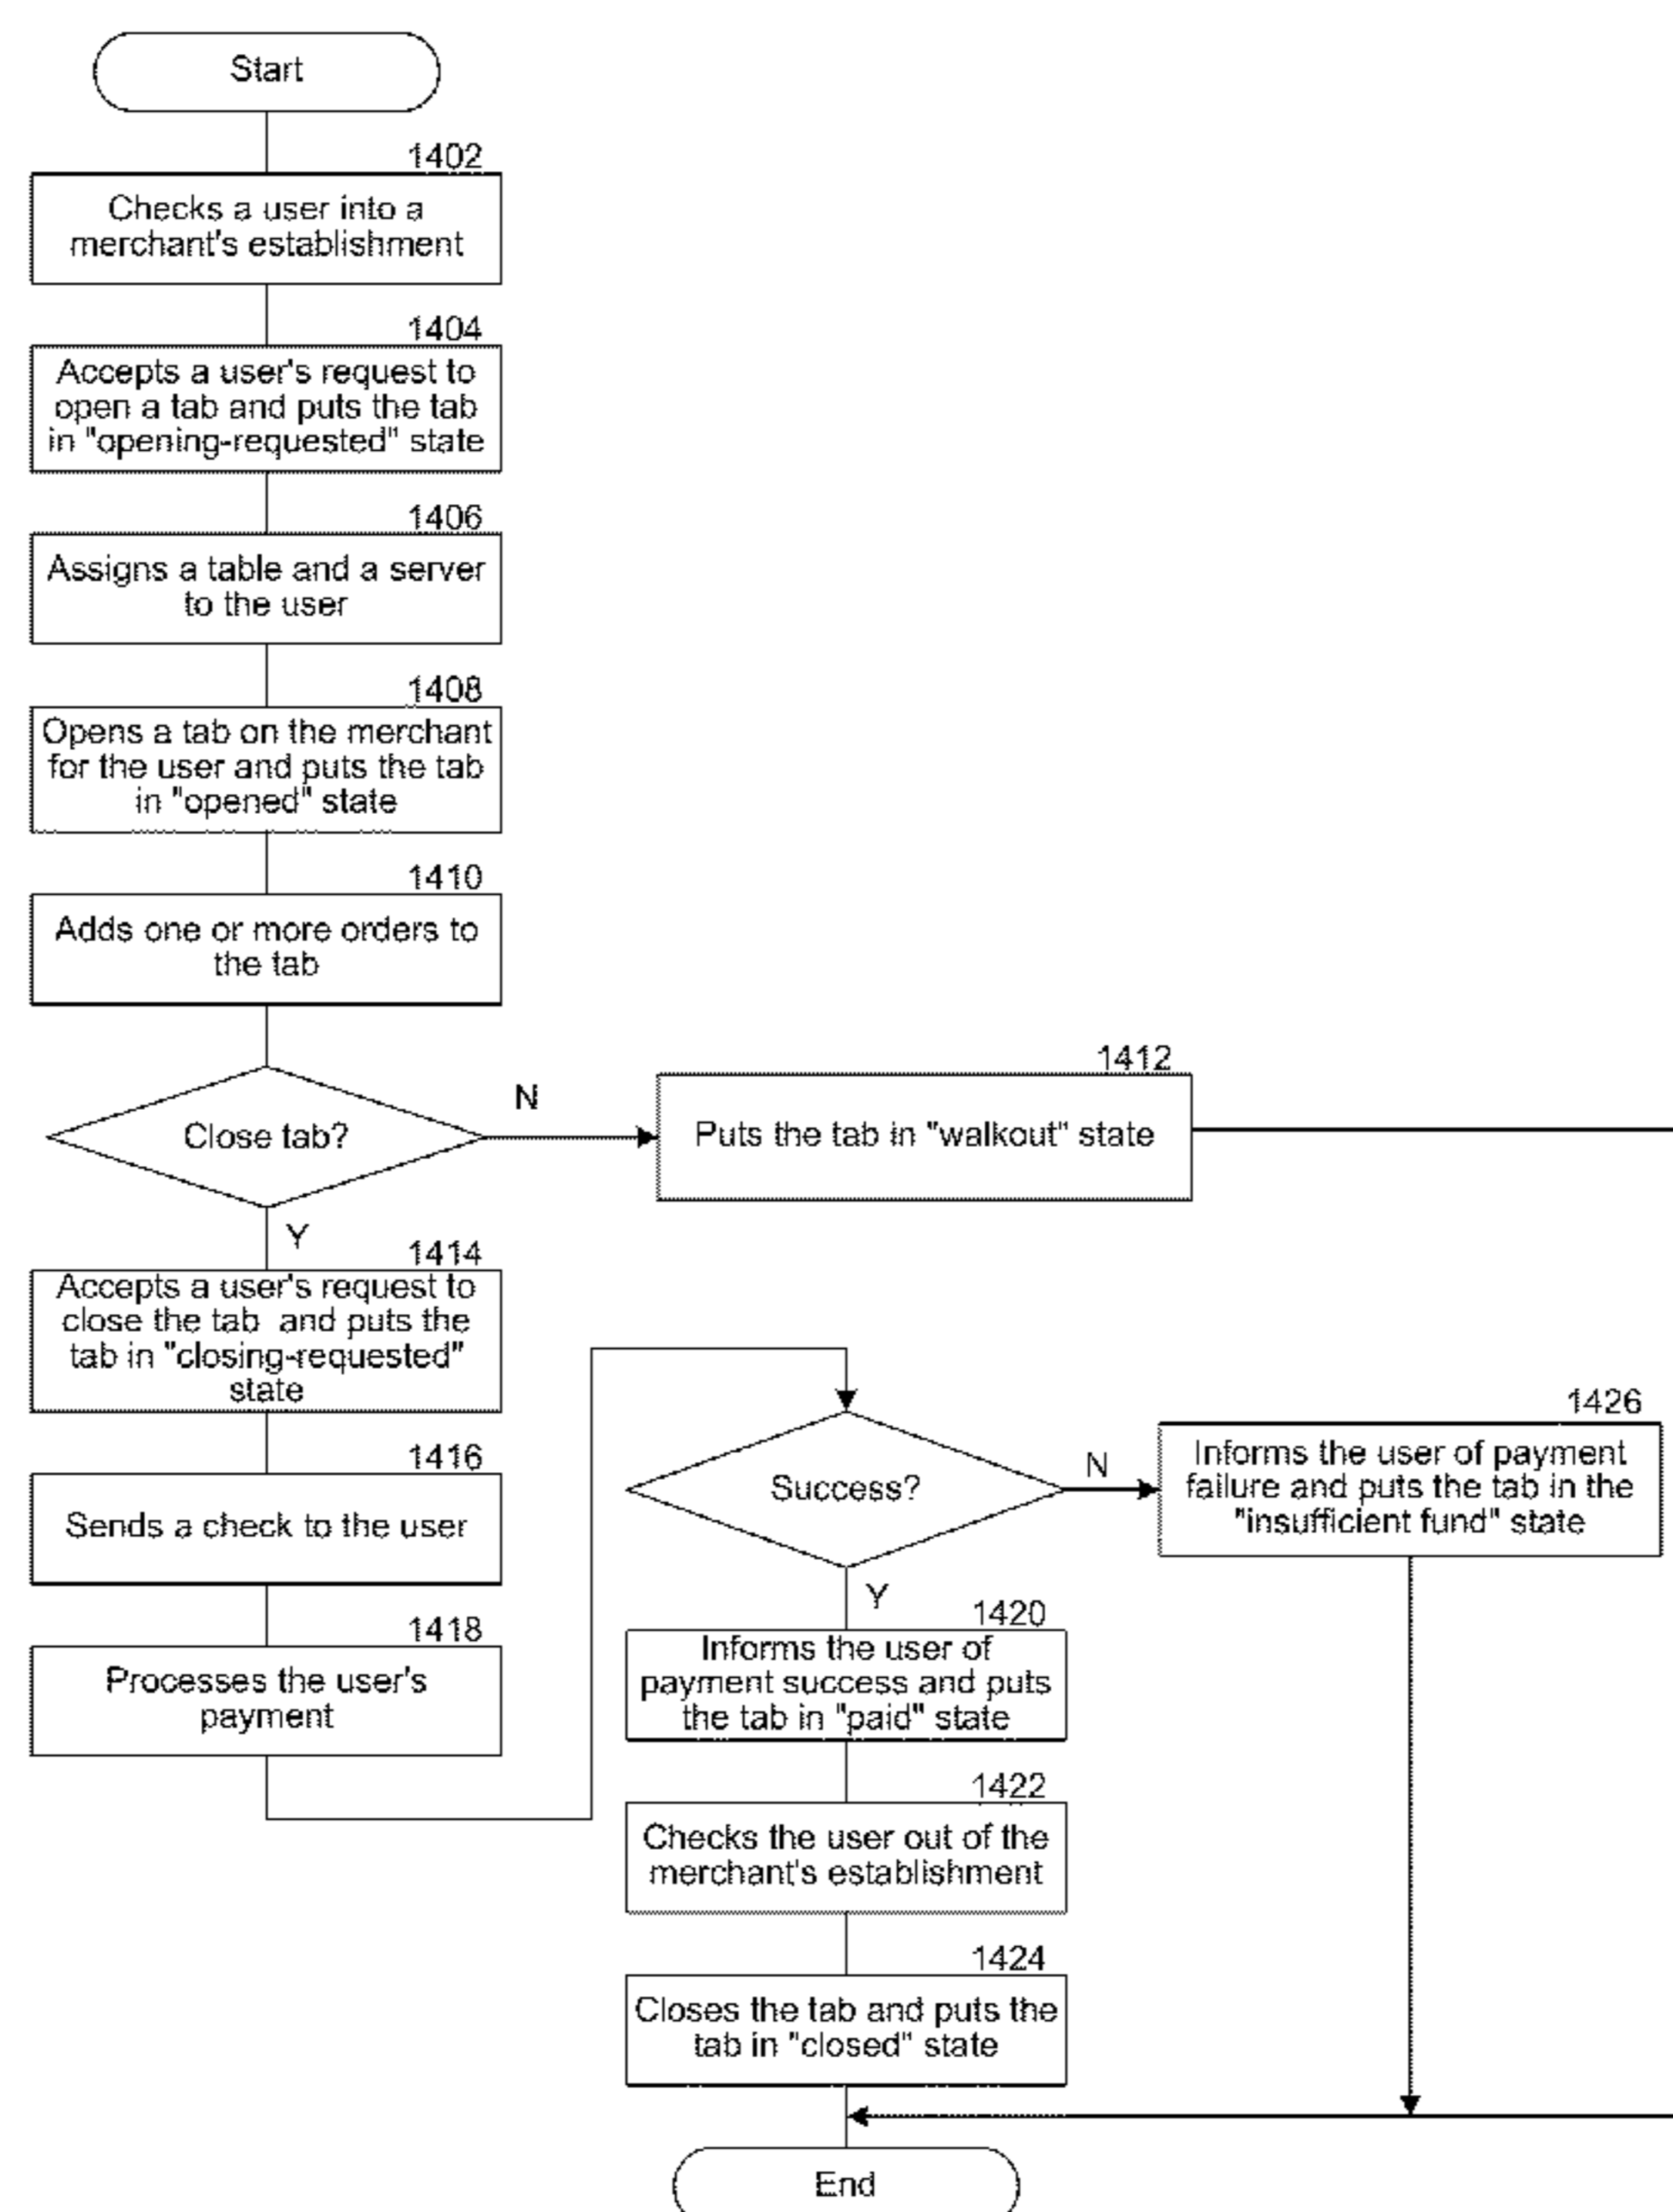 Start
1402
Checks a user into a
merchant's establishment
1404
Accepts a user's request to
open a tab and puts the tab
in "opening-requested" state
1406
Assigns a table and a server
to the user
1408
Opens a tab on the merchant
for the user and puts the tab
in "opened" state
1410
Adds one or more orders to
the tab
Close tab?
N
1412
Puts the tab in "walkout" state
Y
1414
Accepts a user's request to
close the tab and puts the
tab in "closing-requested"
state
1416
Sends a check to the user
1418
Processes the user's
payment
Success?
N
1426
Informs the user of payment
failure and puts the tab in the
"insufficient fund" state
Y
1420
Informs the user of
payment success and puts
the tab in "paid" state
1422
Checks the user out of the
merchant's establishment
1424
Closes the tab and puts the
tab in "closed" state
End